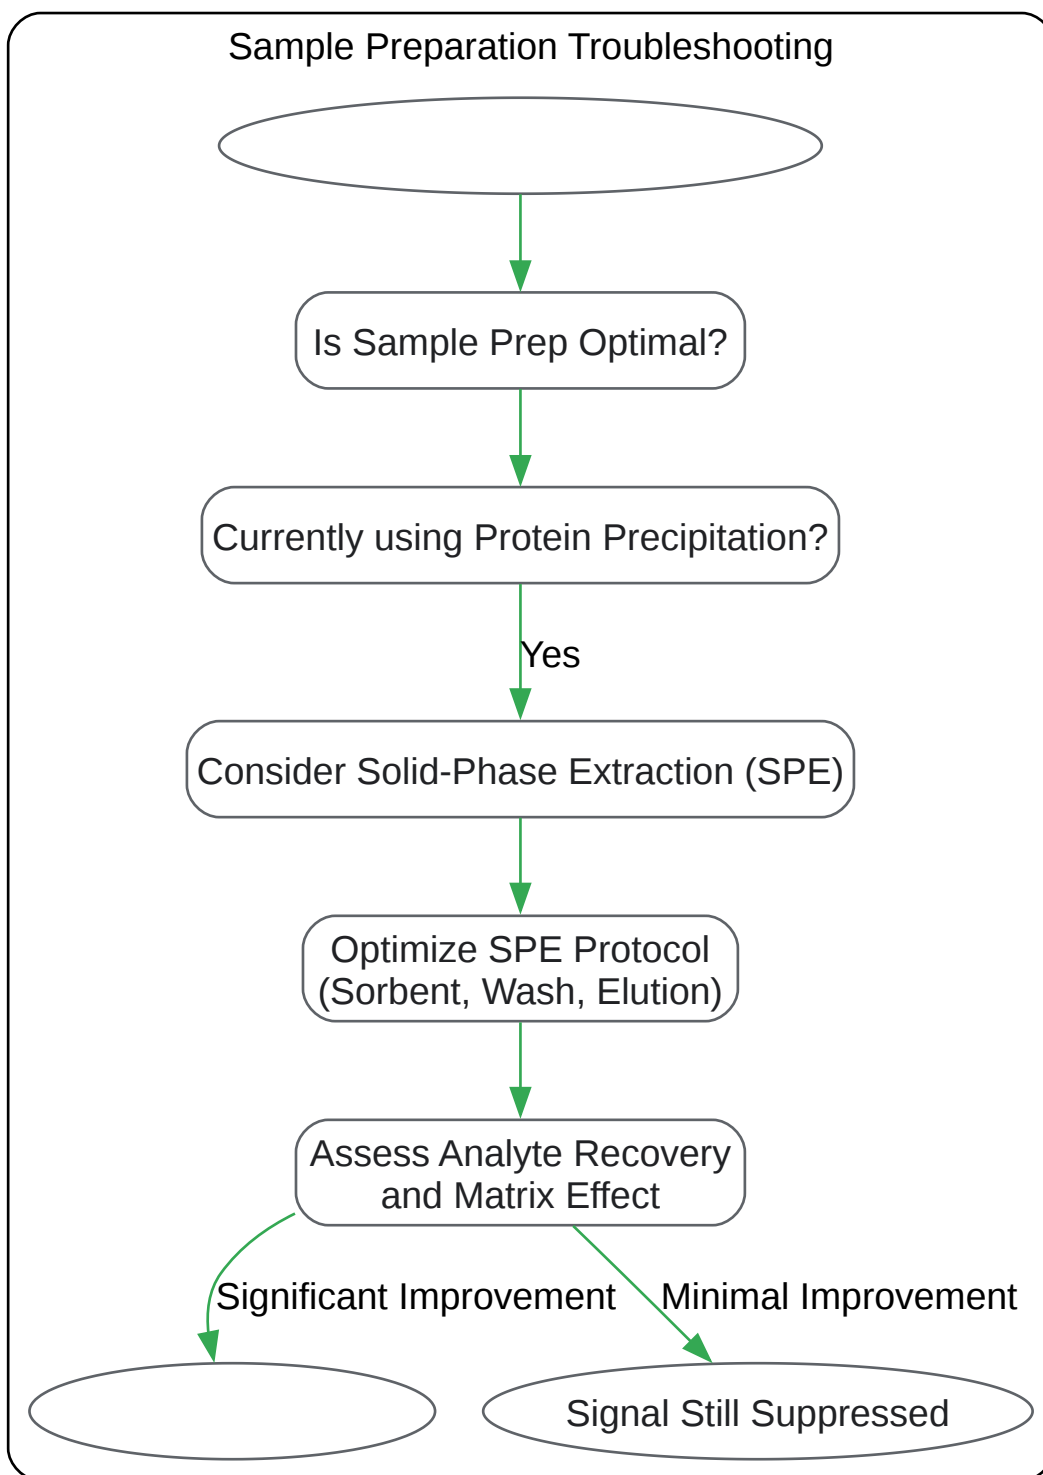 Sample Preparation Troubleshooting
Is Sample Prep Optimal?
Currently using Protein Precipitation?
Yes
Consider Solid-Phase Extraction (SPE)
Optimize SPE Protocol
(Sorbent, Wash, Elution)
Assess Analyte Recovery
and Matrix Effect
Significant Improvement
Minimal Improvement
Signal Still Suppressed